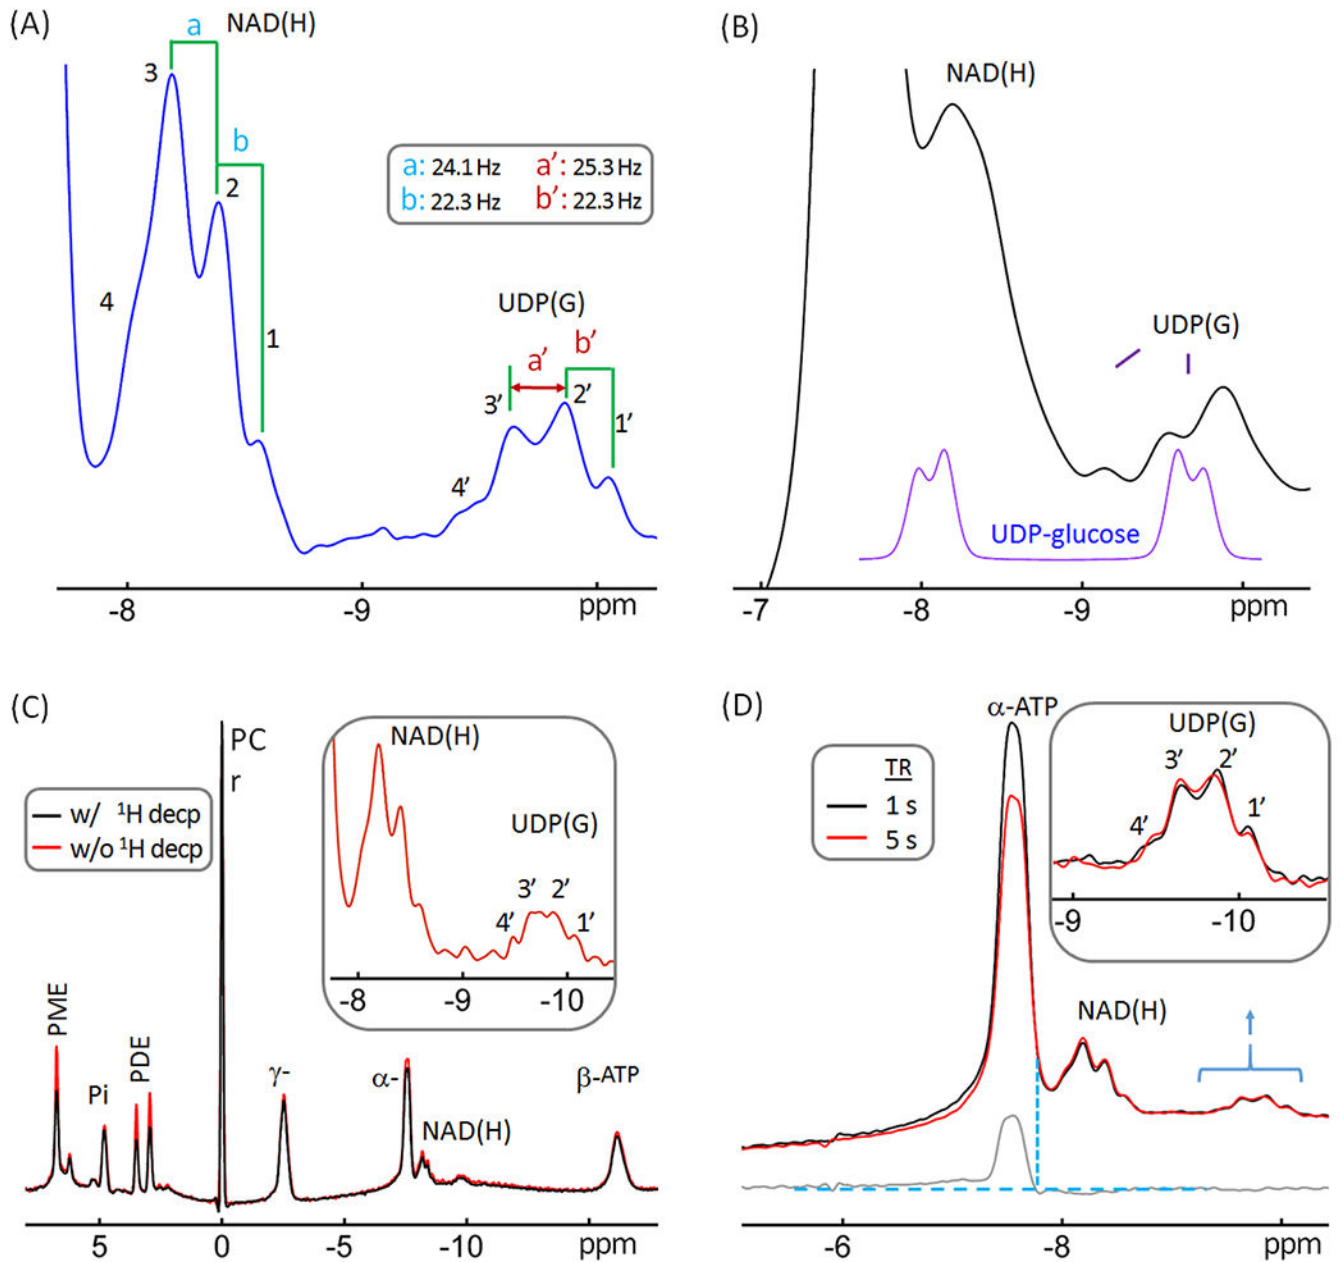 (A)
a
NAD(H)
3
b
2
4
1
a: 24.1 Hz a': 25.3 Hz
b: 22.3 Hz b': 22.3 Hz
UDP(G)
b'
a'
3'
2'
1'
4'
-8
-9
ppm
(B)
NAD(H)
UDP(G)
UDP-glucose
-7
-8
-9
ppm
(C)
PC
r
w/ ¹H decp
w/o ¹H decp
NAD(H)
UDP(G)
3' 2'
4'
1'
-8
-9
-10
PME
Pi
PDE
γ-
α-
NAD(H)
β-ATP
5
0
-5
-10
ppm
(D)
α-ATP
TR
1 s
5 s
UDP(G)
3'
2'
4'
1'
-9
-10
NAD(H)
-6
-8
ppm